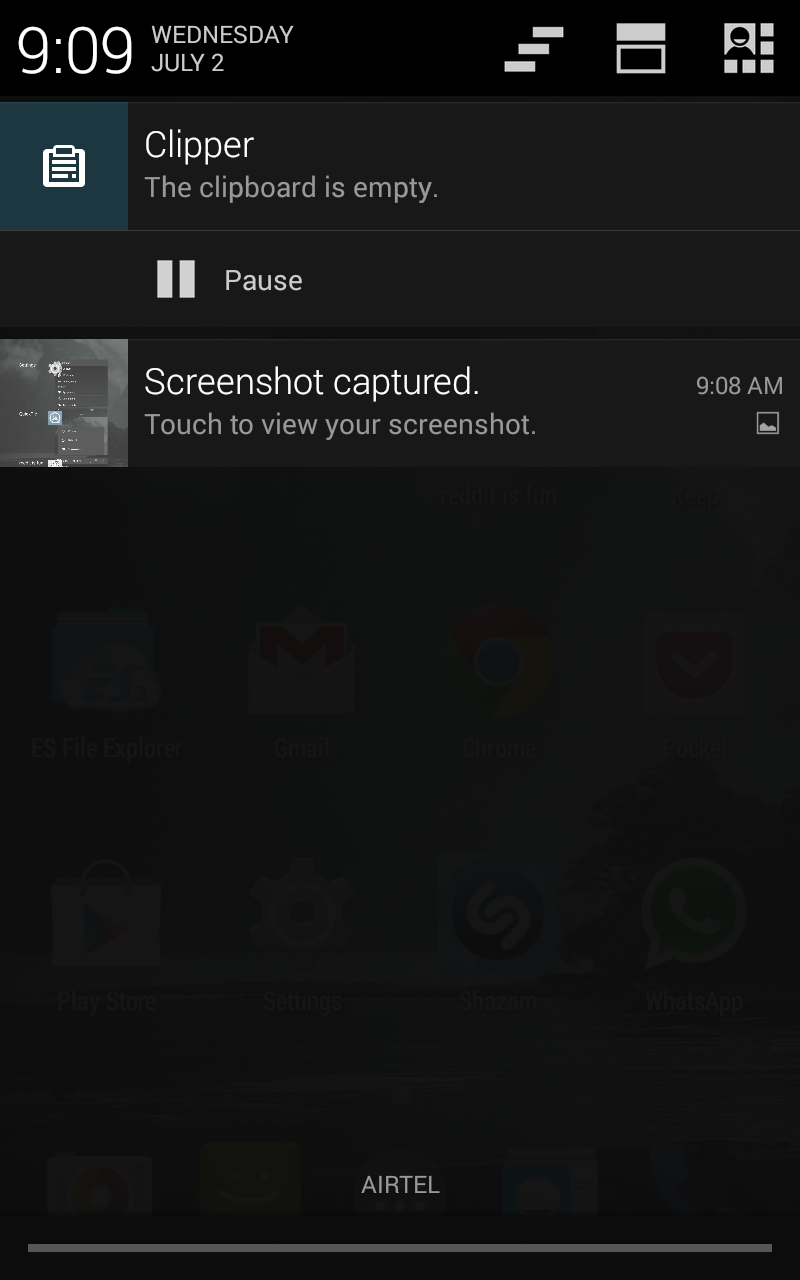 9:09
WEDNESDAY
JULY 2
Clipper
The clipboard is empty.
Pause
Screenshot captured.
9:08 AM
Touch to view your screenshot.
reddit is fun
Keep
ES File Explorer
Gmail
Chrome
Pocket
Play Store
Settings
Shazam
WhatsApp
AIRTEL